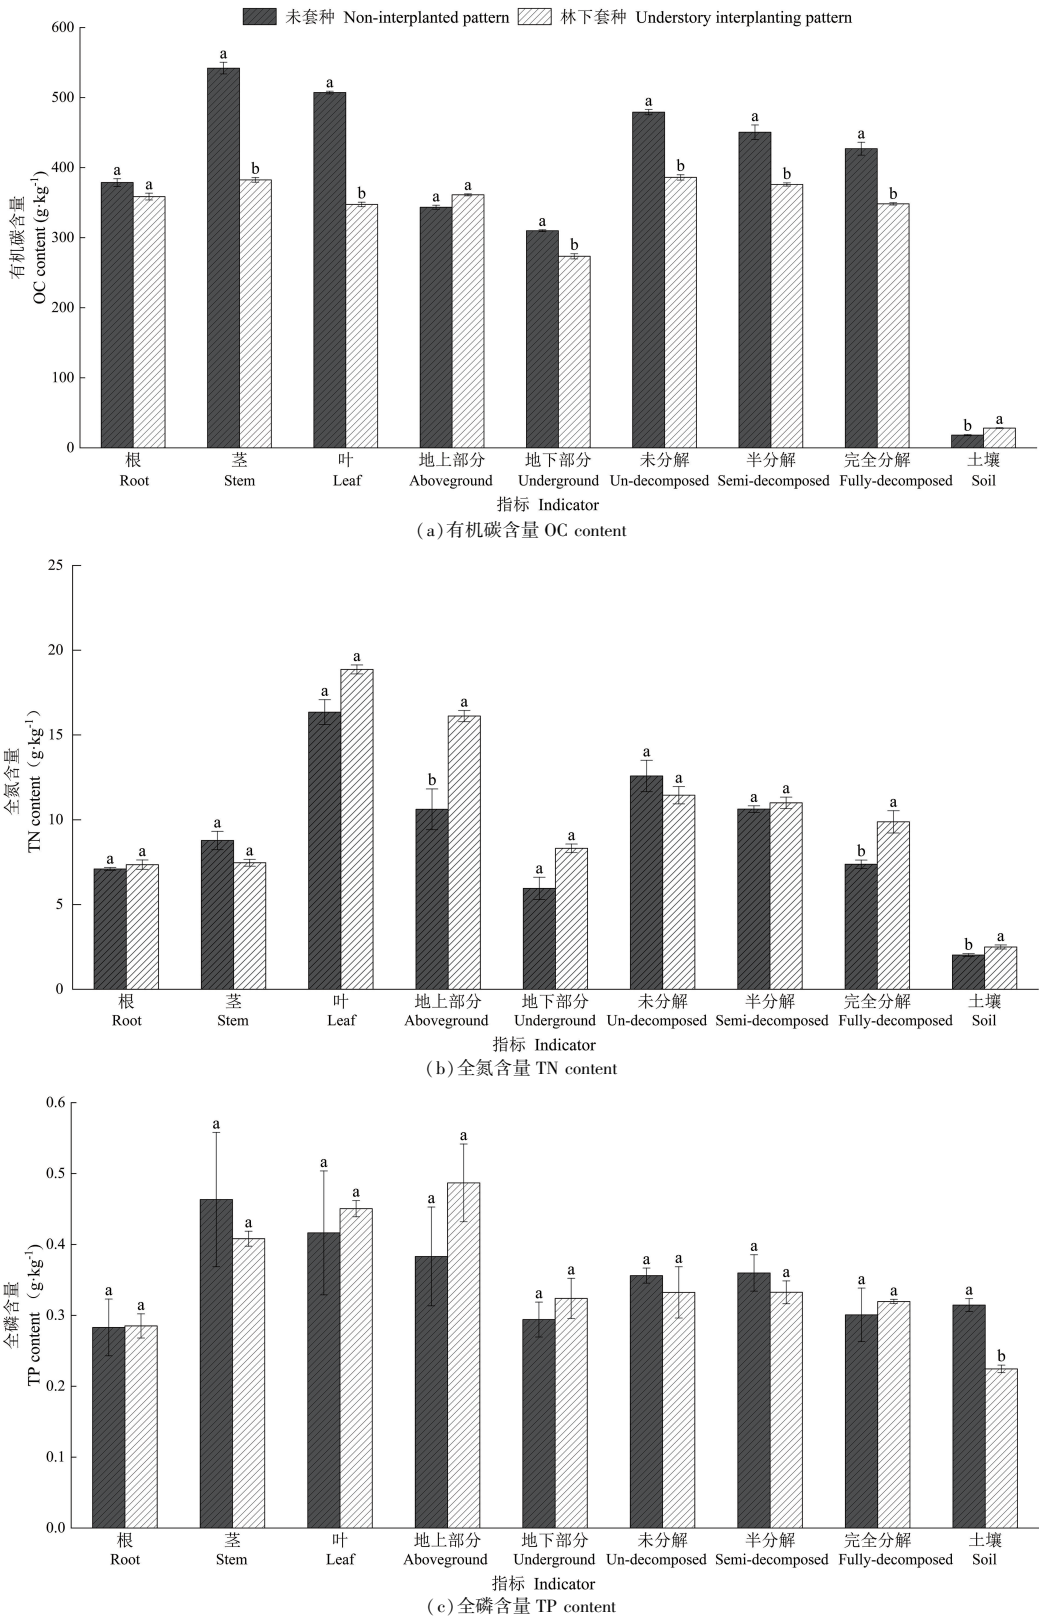 未套种 Non-interplanted pattern 林下套种 Understory interplanting pattern
有机碳含量
OC content (g·kg-1)
600
500
400
300
200
100
0
a a a b a b a a a b a b a b a b b a
根 茎 叶 地上部分 地下部分 未分解 半分解 完全分解 土壤
Root Stem Leaf Aboveground Underground Un-decomposed Semi-decomposed Fully-decomposed Soil
指标 Indicator
(a)有机碳含量 OC content
全氮含量
TN content（g·kg-1）
25
20
15
10
5
0
a a a a a a b a a a a a a a b a b a
根 茎 叶 地上部分 地下部分 未分解 半分解 完全分解 土壤
Root Stem Leaf Aboveground Underground Un-decomposed Semi-decomposed Fully-decomposed Soil
指标 Indicator
(b)全氮含量 TN content
全磷含量
TP content（g·kg-1)
0.6
0.5
0.4
0.3
0.2
0.1
0.0
a a a a a a a a a a a a a a a a a b
根 茎 叶 地上部分 地下部分 未分解 半分解 完全分解 土壤
Root Stem Leaf Aboveground Underground Un-decomposed Semi-decomposed Fully-decomposed Soil
指标 Indicator
(c)全磷含量 TP content